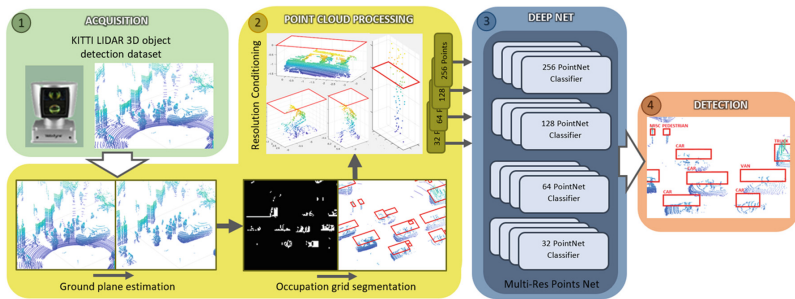 1
ACQUISITION
KITTI LIDAR 3D object
detection dataset
2
POINT CLOUD PROCESSING
Resolution Conditioning
256 Points
128
64
32
Ground plane estimation
Occupation grid segmentation
3
DEEP NET
256 PointNet
Classifier
128 PointNet
Classifier
64 PointNet
Classifier
32 PointNet
Classifier
Multi-Res Points Net
4
DETECTION
MISC PEDESTRIAN
TRUCK
CAR
CAR
VAN
CAR
CAR